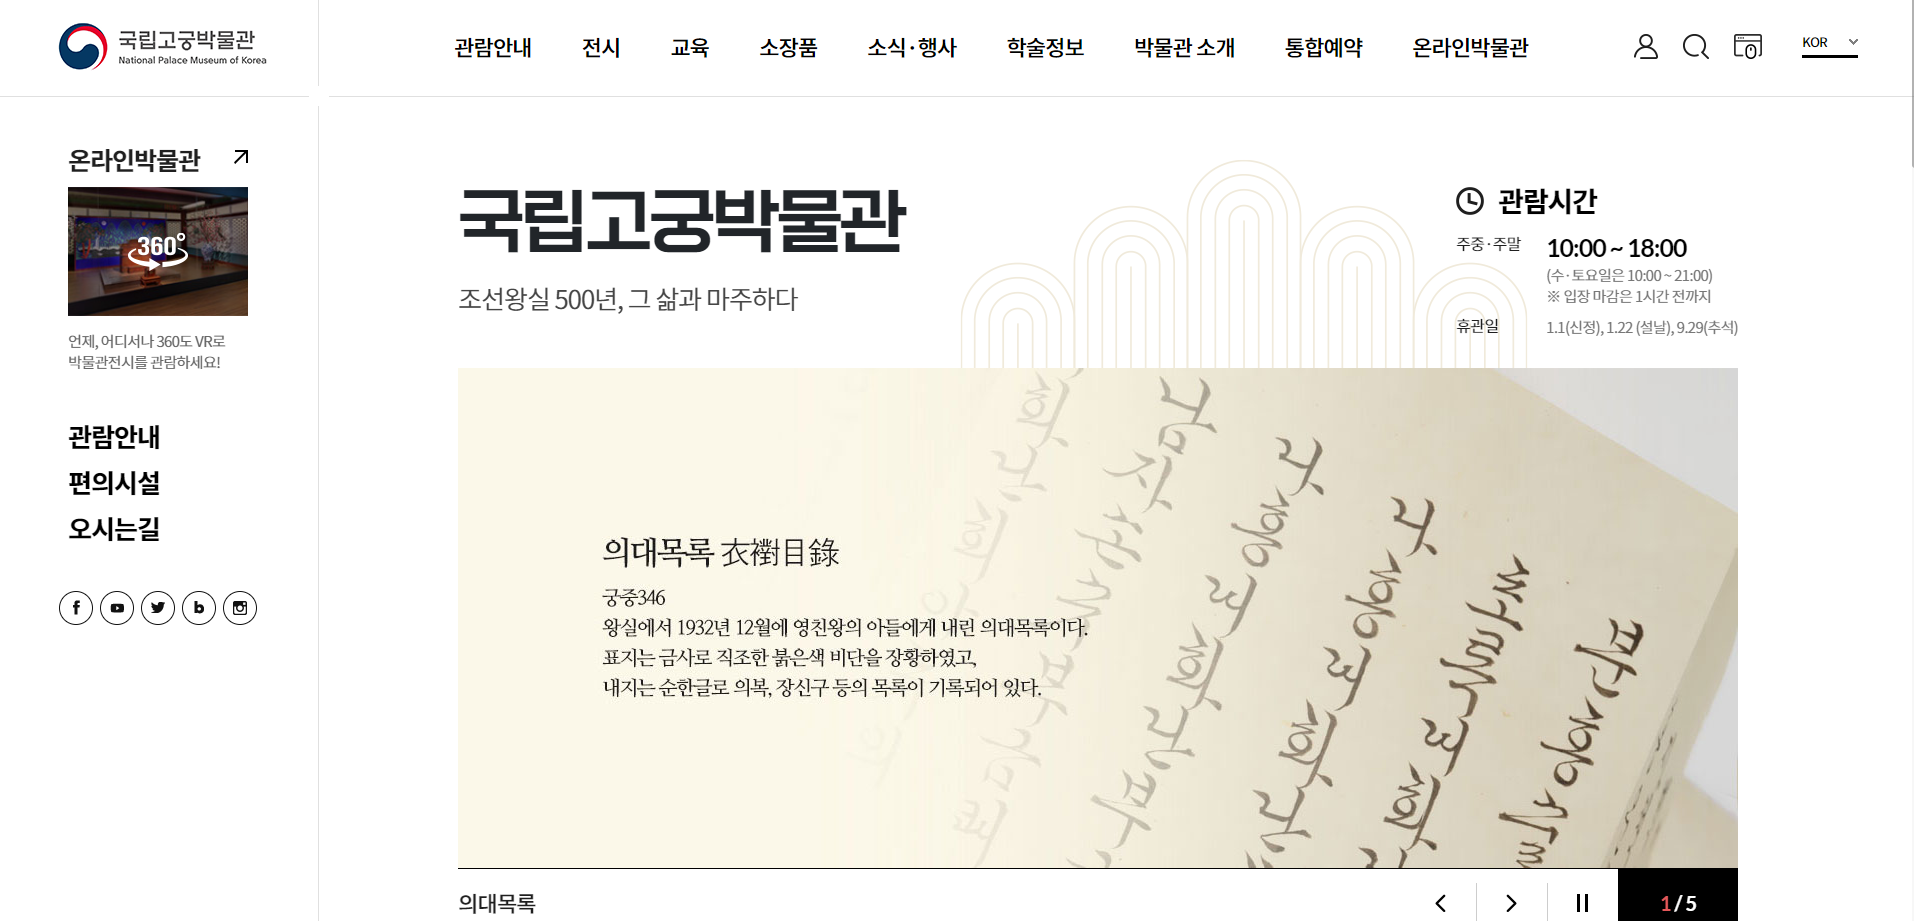 국립고궁박물관
National Palace Museum of Korea
관람안내 전시 교육 소장품 소식·행사 학술정보 박물관 소개 통합예약 온라인박물관
KOR
온라인박물관
360°
언제, 어디서나 360도 VR로
박물관전시를 관람하세요!
관람안내
편의시설
오시는길
국립고궁박물관
조선왕실 500년, 그 삶과 마주하다
관람시간
주중·주말 10:00 ~ 18:00
(수·토요일은 10:00 ~ 21:00)
※ 입장 마감은 1시간 전까지
휴관일 1.1(신정), 1.22 (설날), 9.29(추석)
의대목록 衣襨目錄
궁중346
왕실에서 1932년 12월에 영친왕의 아들에게 내린 의대목록이다.
표지는 금사로 직조한 붉은색 비단을 장황하였고,
내지는 순한글로 의복, 장신구 등의 목록이 기록되어 있다.
의대목록
1 / 5